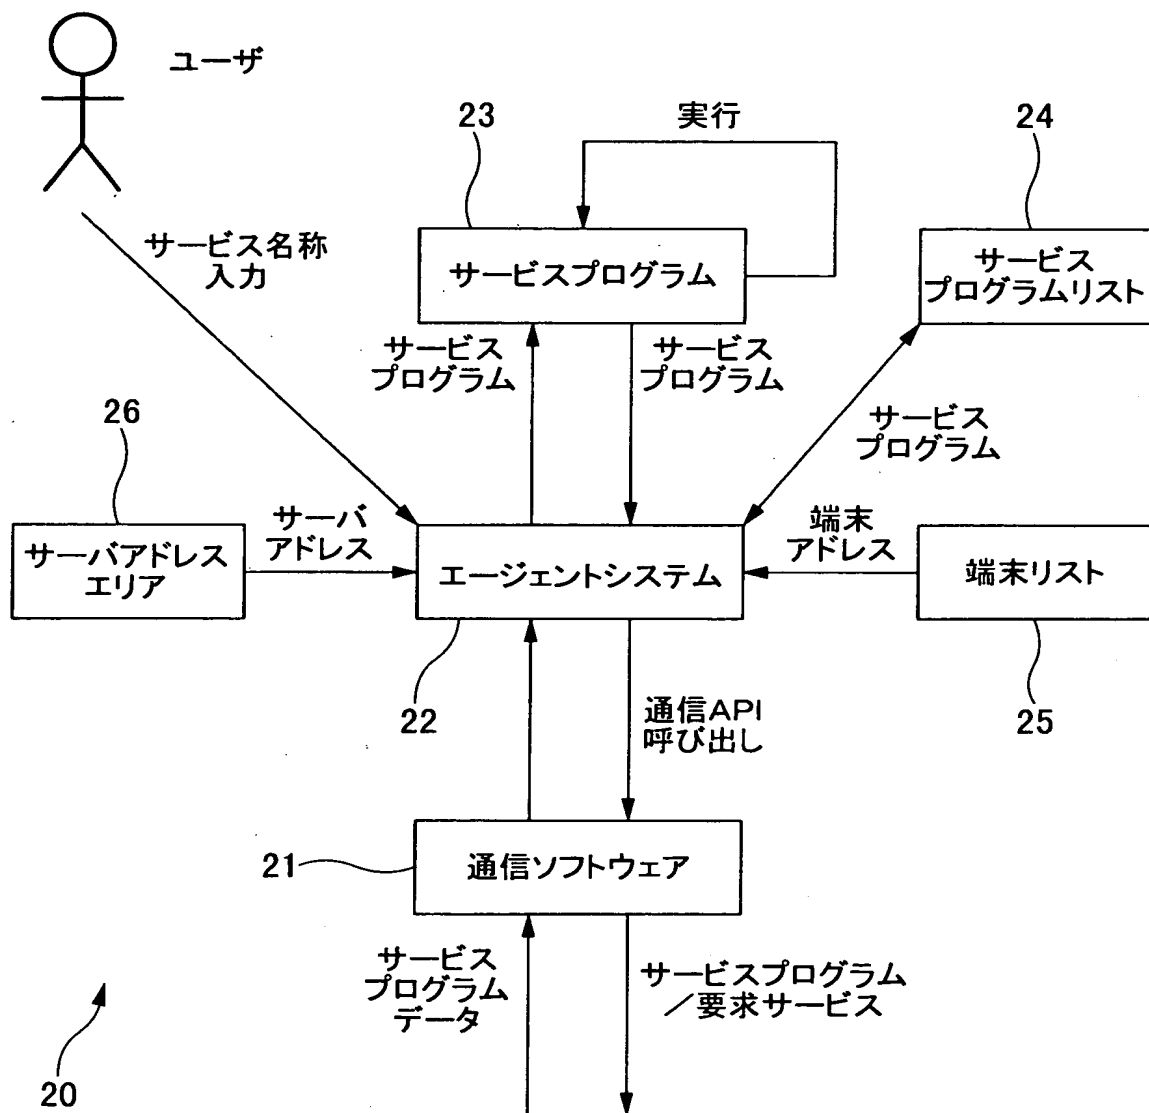 ユーザ
23
実行
24
サービス名称
入力
サービスプログラム
サービス
プログラムリスト
サービス
プログラム
サービス
プログラム
サービス
プログラム
26
サーバ
アドレス
端末
アドレス
サーバアドレス
エリア
エージェントシステム
端末リスト
22
通信API
呼び出し
25
21
通信ソフトウェア
サービス
プログラム
データ
サービスプログラム
／要求サービス
20